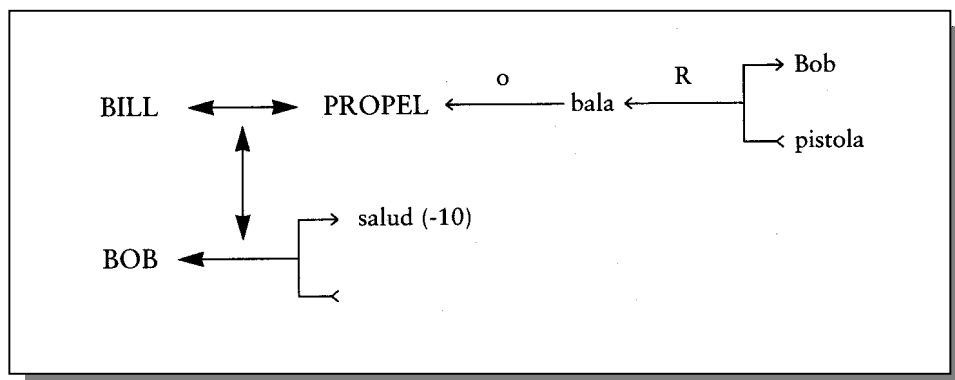 Bob
o
R
BILL
PROPEL
bala
pistola
salud (-10)
BOB